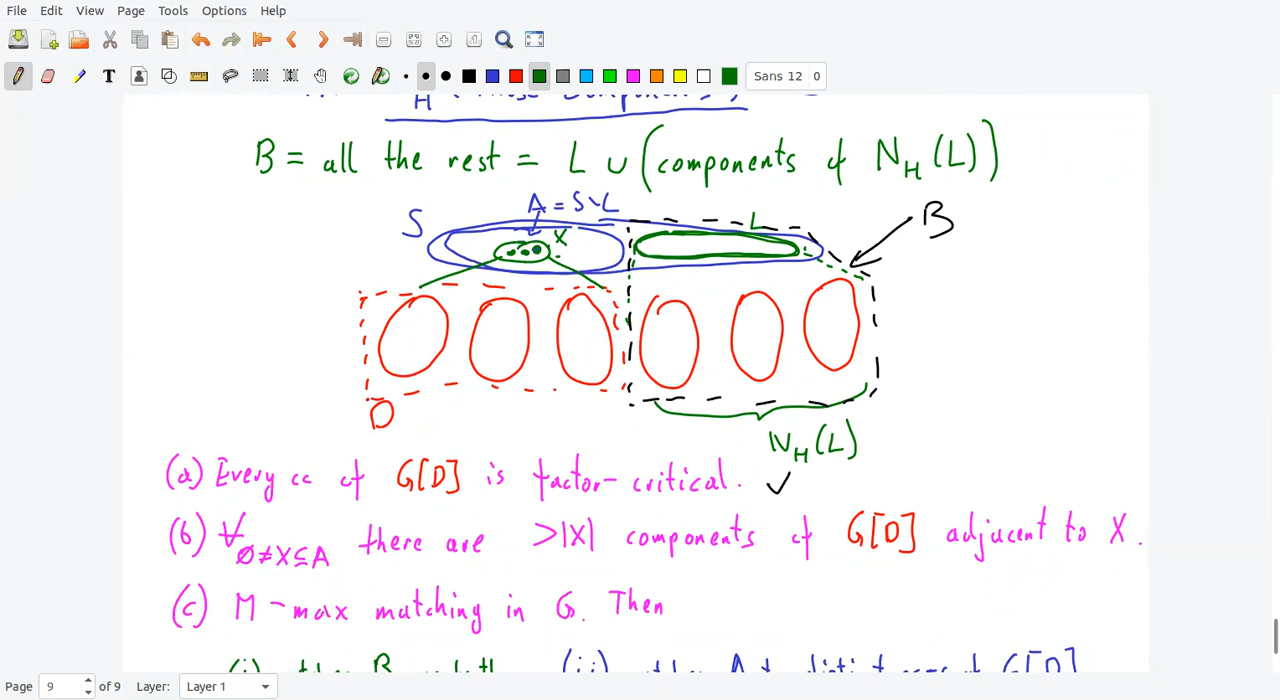 File Edit View Page Tools Options Help
Sans 12 0
B = all the rest = L ∪ (components of N_H(L))
S
A = S∖L
X
L
B
D
N_H(L)
(a) Every cc of G[D] is factor-critical. ✓
(b) ∀ ∅≠X⊆A there are >|X| components of G[D] adjacent to X.
(c) M-max matching in G. Then
Page 9 of 9 Layer: Layer 1